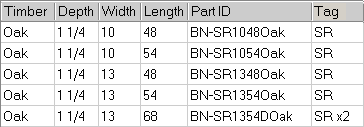 Timber Depth Width Length Part ID Tag
Oak 1 1/4 10 48 BN-SR1048Oak SR
Oak 1 1/4 10 54 BN-SR1054Oak SR
Oak 1 1/4 13 48 BN-SR1348Oak SR
Oak 1 1/4 13 54 BN-SR1354Oak SR
Oak 1 1/4 13 68 BN-SR1354DOak SR x2